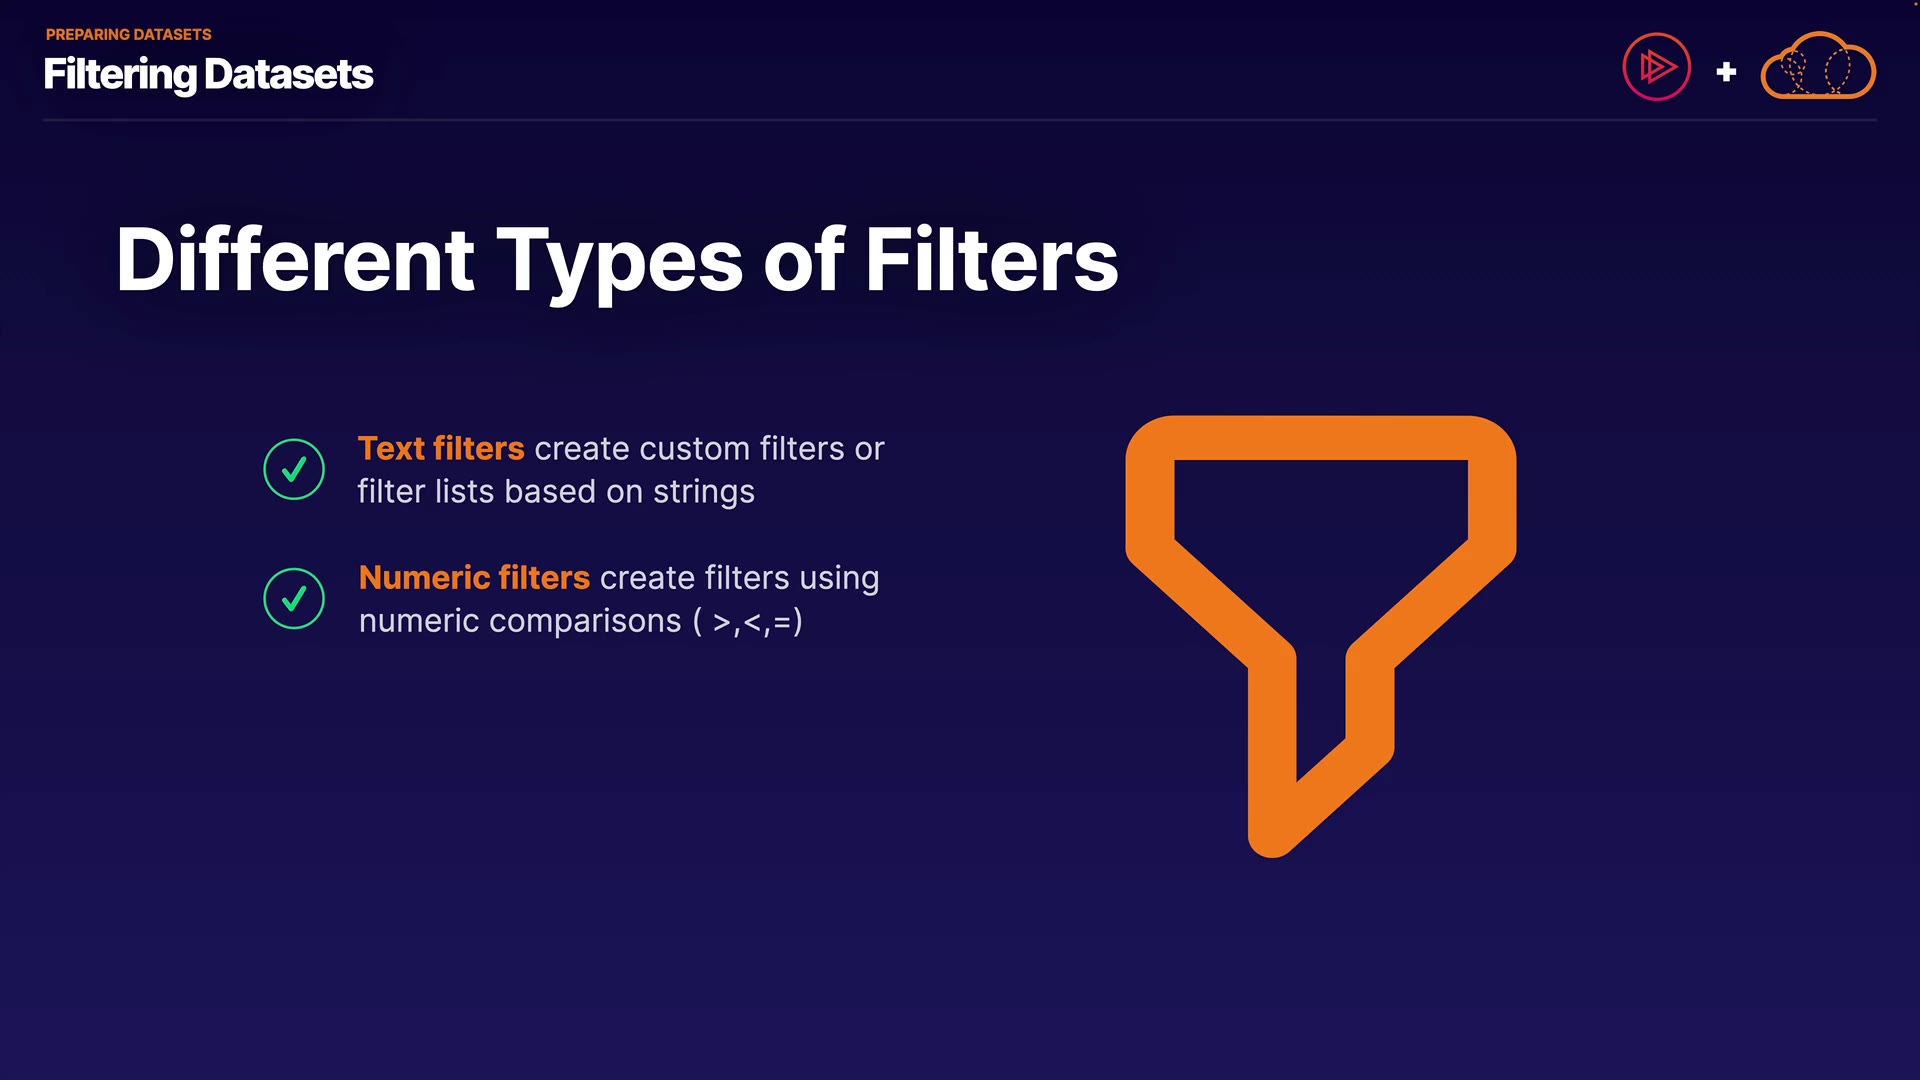 PREPARING DATASETS
Filtering Datasets
Different Types of Filters
Text filters create custom filters or
filter lists based on strings
Numeric filters create filters using
numeric comparisons ( >,<,=)